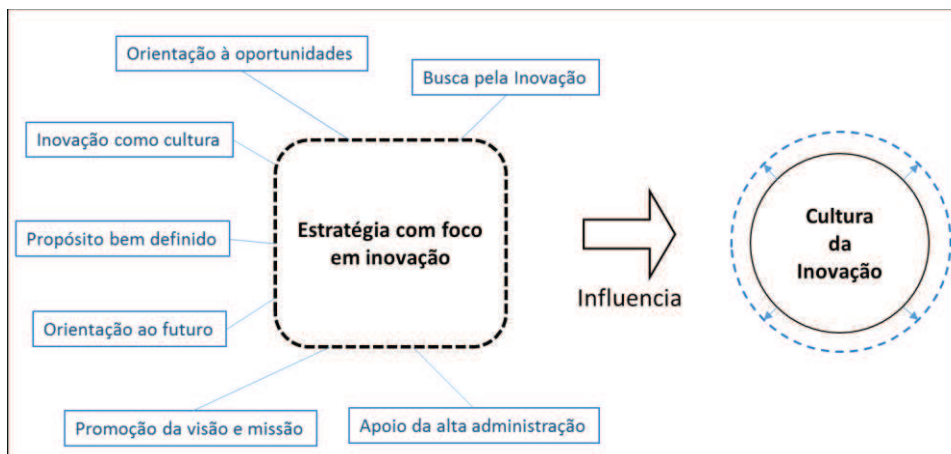 Orientação à oportunidades
Busca pela Inovação
Inovação como cultura
Propósito bem definido
Orientação ao futuro
Promoção da visão e missão
Apoio da alta administração
Estratégia com foco
em inovação
Influencia
Cultura
da
Inovação